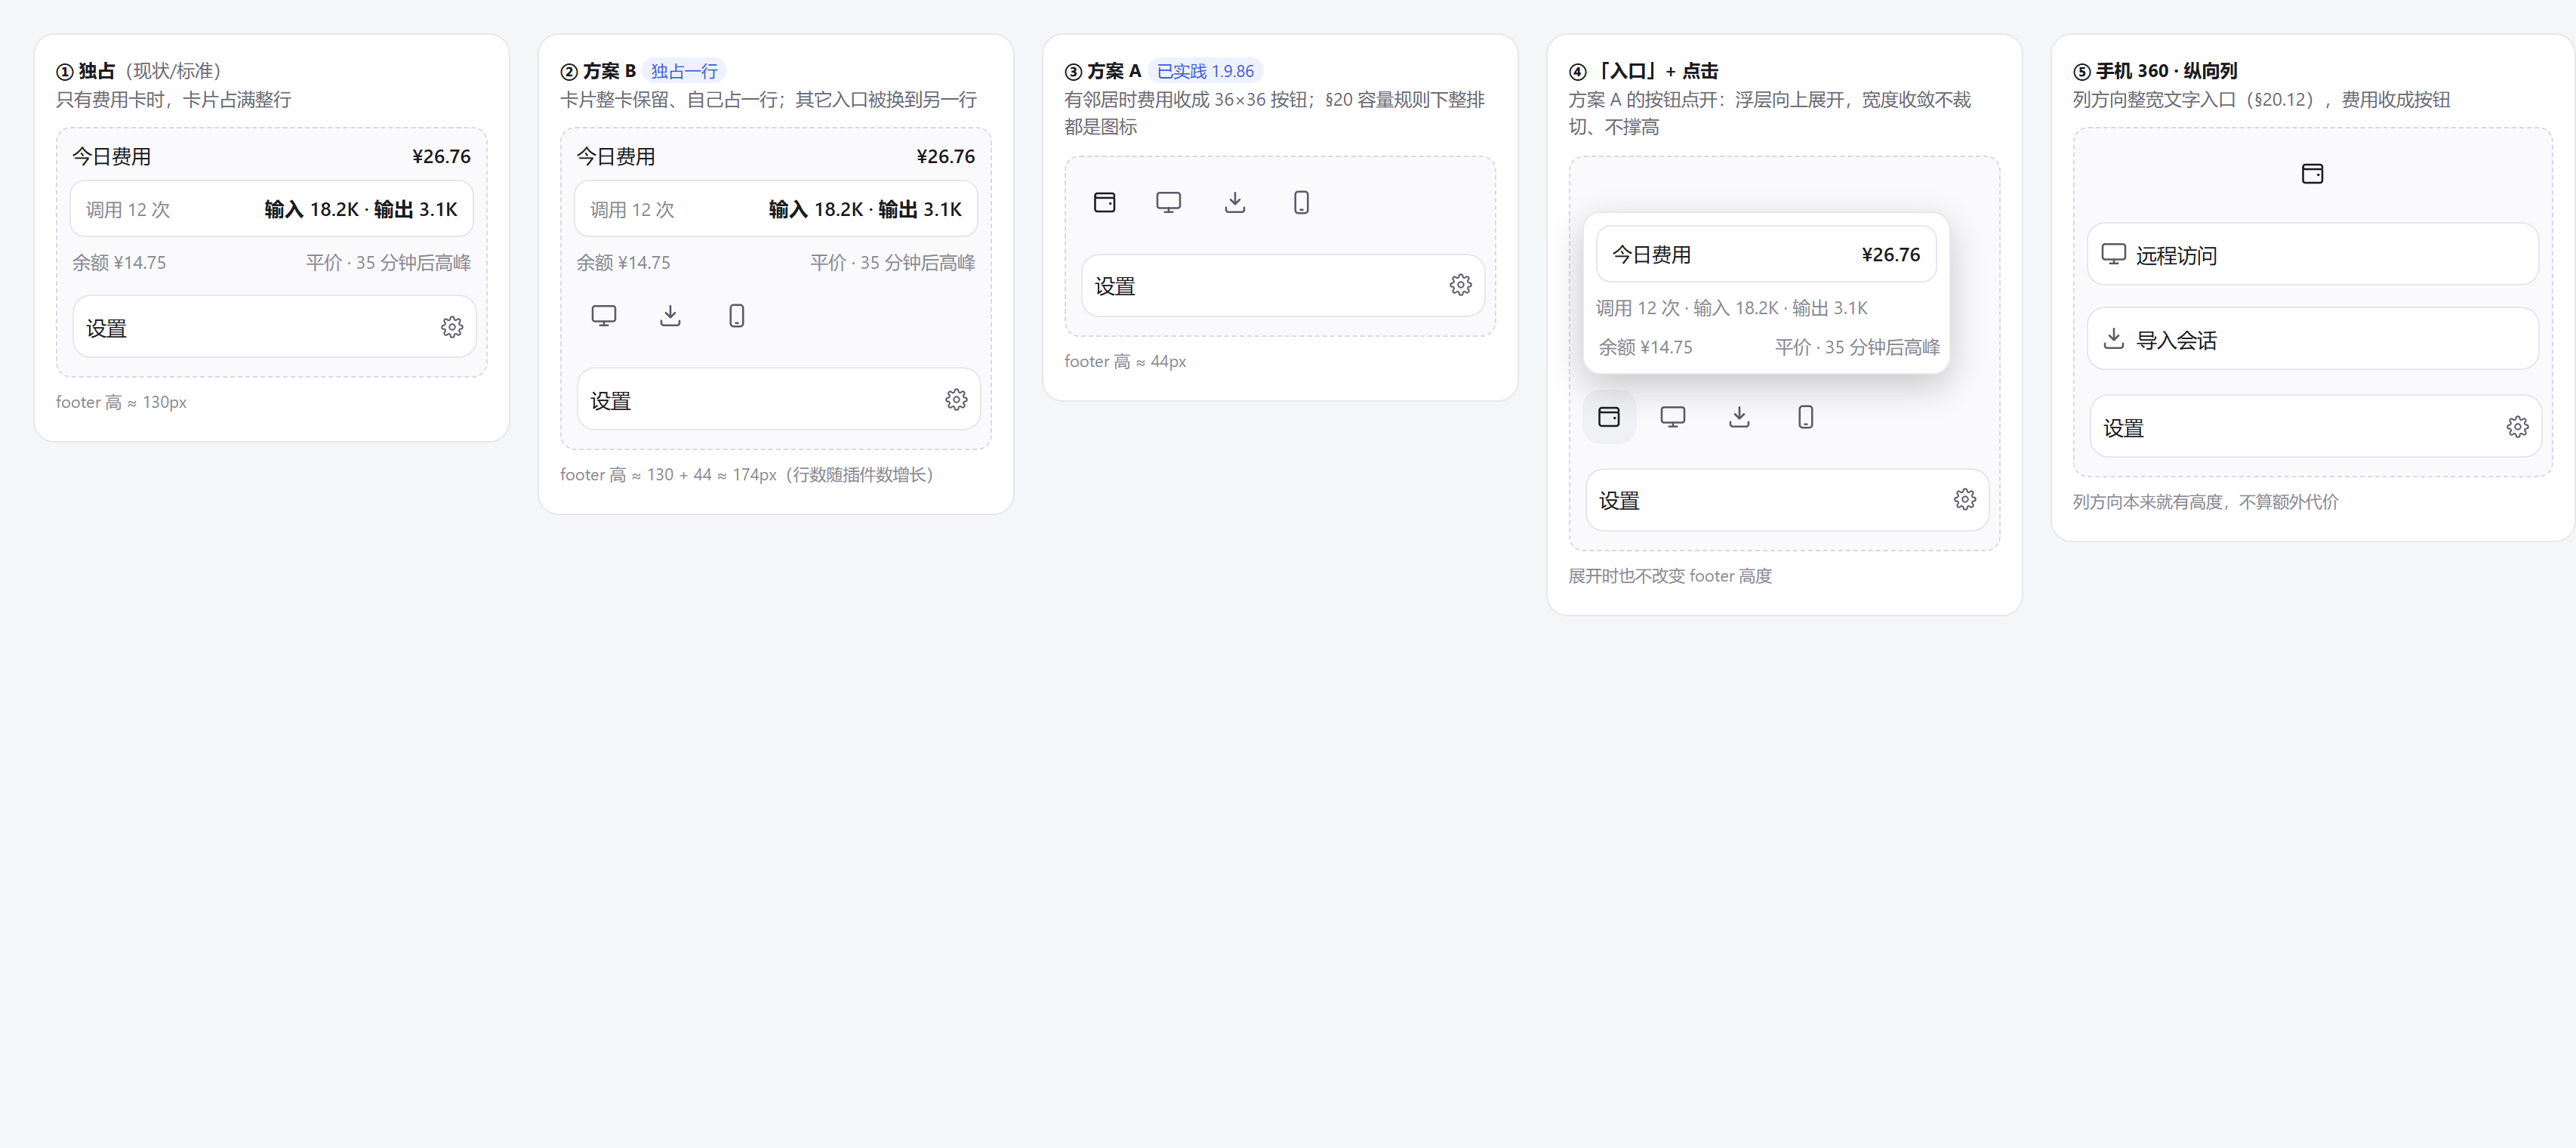 ① 独占（现状/标准）
只有费用卡时，卡片占满整行
今日费用 ¥26.76
调用 12 次 输入 18.2K · 输出 3.1K
余额 ¥14.75 平价 · 35 分钟后高峰
设置
footer 高 ≈ 130px
② 方案 B 独占一行
卡片整卡保留、自己占一行；其它入口被换到另一行
今日费用 ¥26.76
调用 12 次 输入 18.2K · 输出 3.1K
余额 ¥14.75 平价 · 35 分钟后高峰
设置
footer 高 ≈ 130 + 44 ≈ 174px（行数随插件数增长）
③ 方案 A 已实践 1.9.86
有邻居时费用收成 36×36 按钮；§20 容量规则下整排
都是图标
设置
footer 高 ≈ 44px
④ 「入口」+ 点击
方案 A 的按钮点开：浮层向上展开，宽度收敛不裁
切、不撑高
今日费用 ¥26.76
调用 12 次 · 输入 18.2K · 输出 3.1K
余额 ¥14.75 平价 · 35 分钟后高峰
设置
展开时也不改变 footer 高度
⑤ 手机 360 · 纵向列
列方向整宽文字入口（§20.12），费用收成按钮
远程访问
导入会话
设置
列方向本来就有高度，不算额外代价